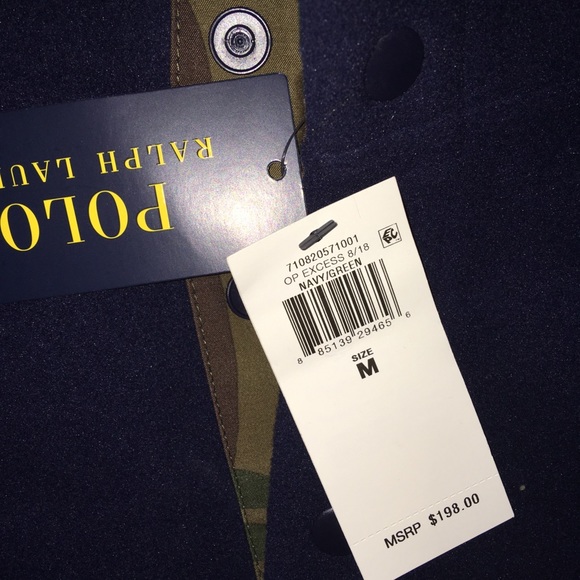 POLO
RALPH LAU
710820571001
OP EXCESS 8/18
NAVY/GREEN
8 85139 29465 6
SIZE
M
MSRP $198.00